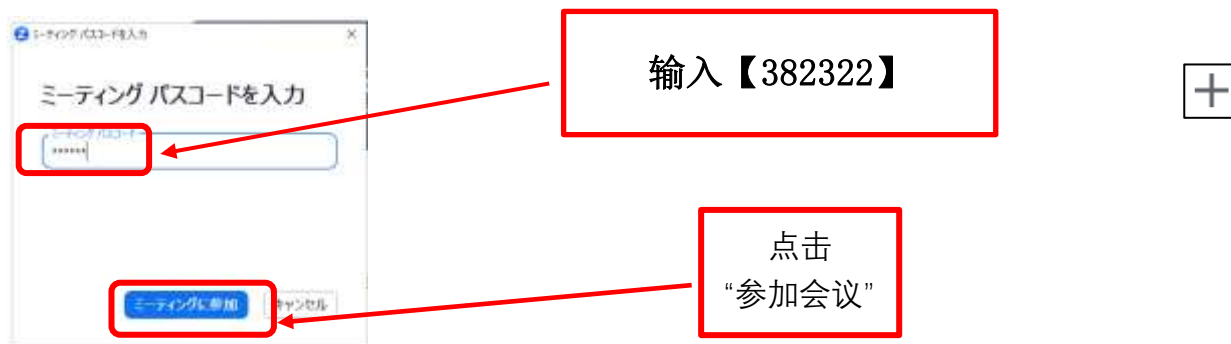 ミーティング パスコードを入力
×
ミーティング パスコードを入力
ミーティング パスコード
******
ミーティングに参加
キャンセル
输入【382322】
点击
“参加会议”